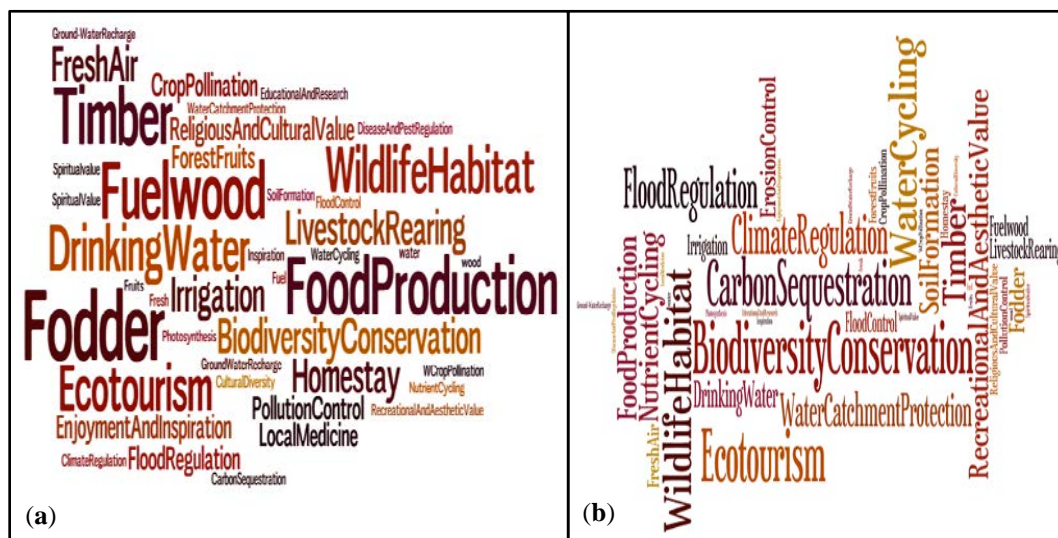 Ground-WaterRecharge
FreshAir
CropPollination
EducationalAndResearch
Timber
WaterCatchmentProtection
ReligiousAndCulturalValue
DiseaseAndPestRegulation
ForestFruits
WildlifeHabitat
Spiritualvalue
Fuelwood
SoilFormation
SpiritualValue
FloodControl
LivestockRearing
DrinkingWater
Inspiration
WaterCycling
water
wood
Fruits
Fresh
Irrigation
Fuel
FoodProduction
Fodder
Photosynthesis
BiodiversityConservation
GroundWaterRecharge
CulturalDiversity
Ecotourism
Homestay
WCropPollination
NutrientCycling
PollutionControl
RecreationalAndAestheticValue
EnjoymentAndInspiration
LocalMedicine
ClimateRegulation
FloodRegulation
CarbonSequestration
(a)
WaterCycling
ErosionControl
FloodRegulation
ForestFruits
CropPollination
SoilFormation
Homestay
Timber
RecreationalAndAestheticValue
Fuelwood
LivestockRearing
Irrigation
ClimateRegulation
FoodProduction
NutrientCycling
WildlifeHabitat
CarbonSequestration
FloodControl
ReligiousAndCulturalValue
PollutionControl
Fodder
BiodiversityConservation
DrinkingWater
WaterCatchmentProtection
FreshAir
Ecotourism
(b)